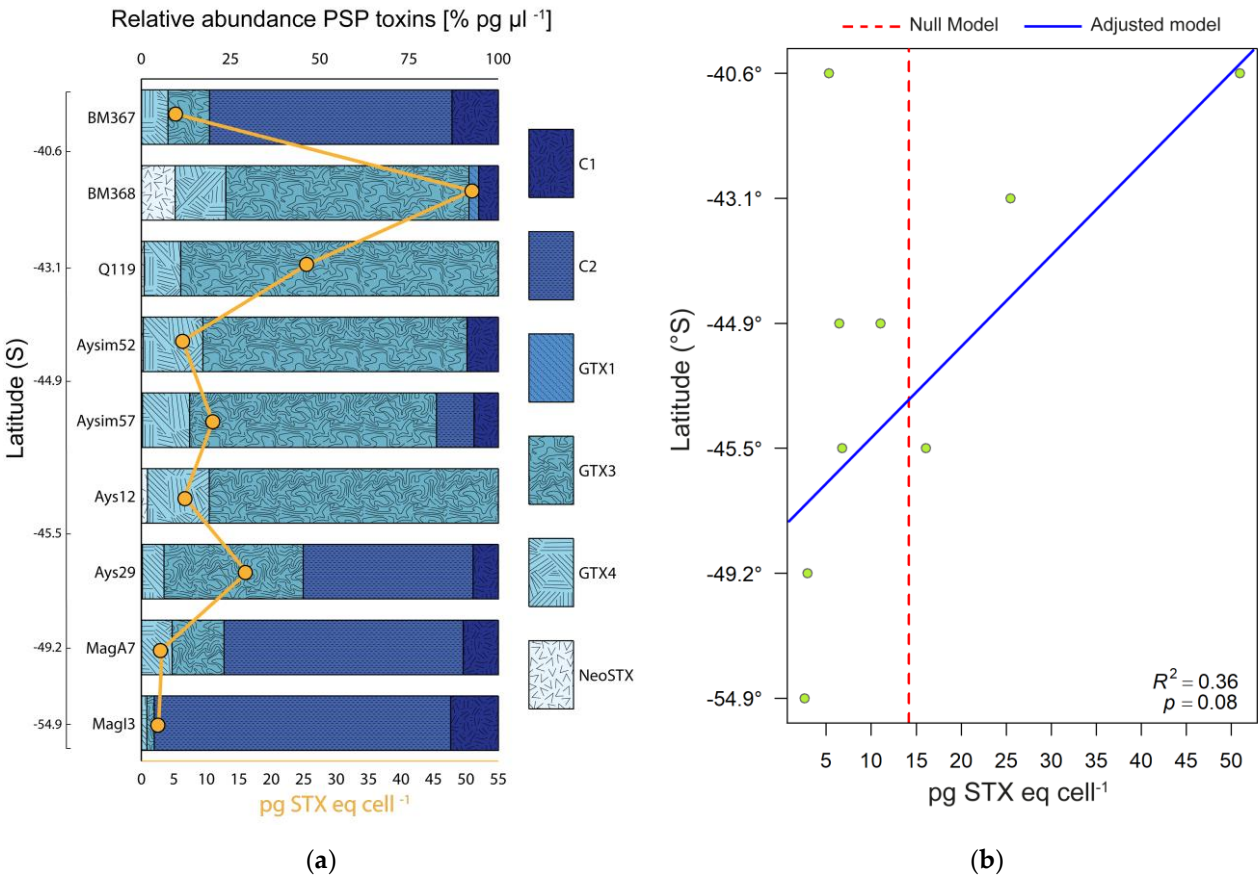 Relative abundance PSP toxins [% pg µl ⁻¹]
0 25 50 75 100
Latitude (S)
-40.6
-43.1
-44.9
-45.5
-49.2
-54.9
BM367
BM368
Q119
Aysim52
Aysim57
Ays12
Ays29
MagA7
MagI3
0 5 10 15 20 25 30 35 40 45 50 55
pg STX eq cell ⁻¹
C1
C2
GTX1
GTX3
GTX4
NeoSTX
(a)
Null Model
Adjusted model
Latitude (°S)
-40.6°
-43.1°
-44.9°
-45.5°
-49.2°
-54.9°
R² = 0.36
p = 0.08
5 10 15 20 25 30 35 40 45 50
pg STX eq cell⁻¹
(b)